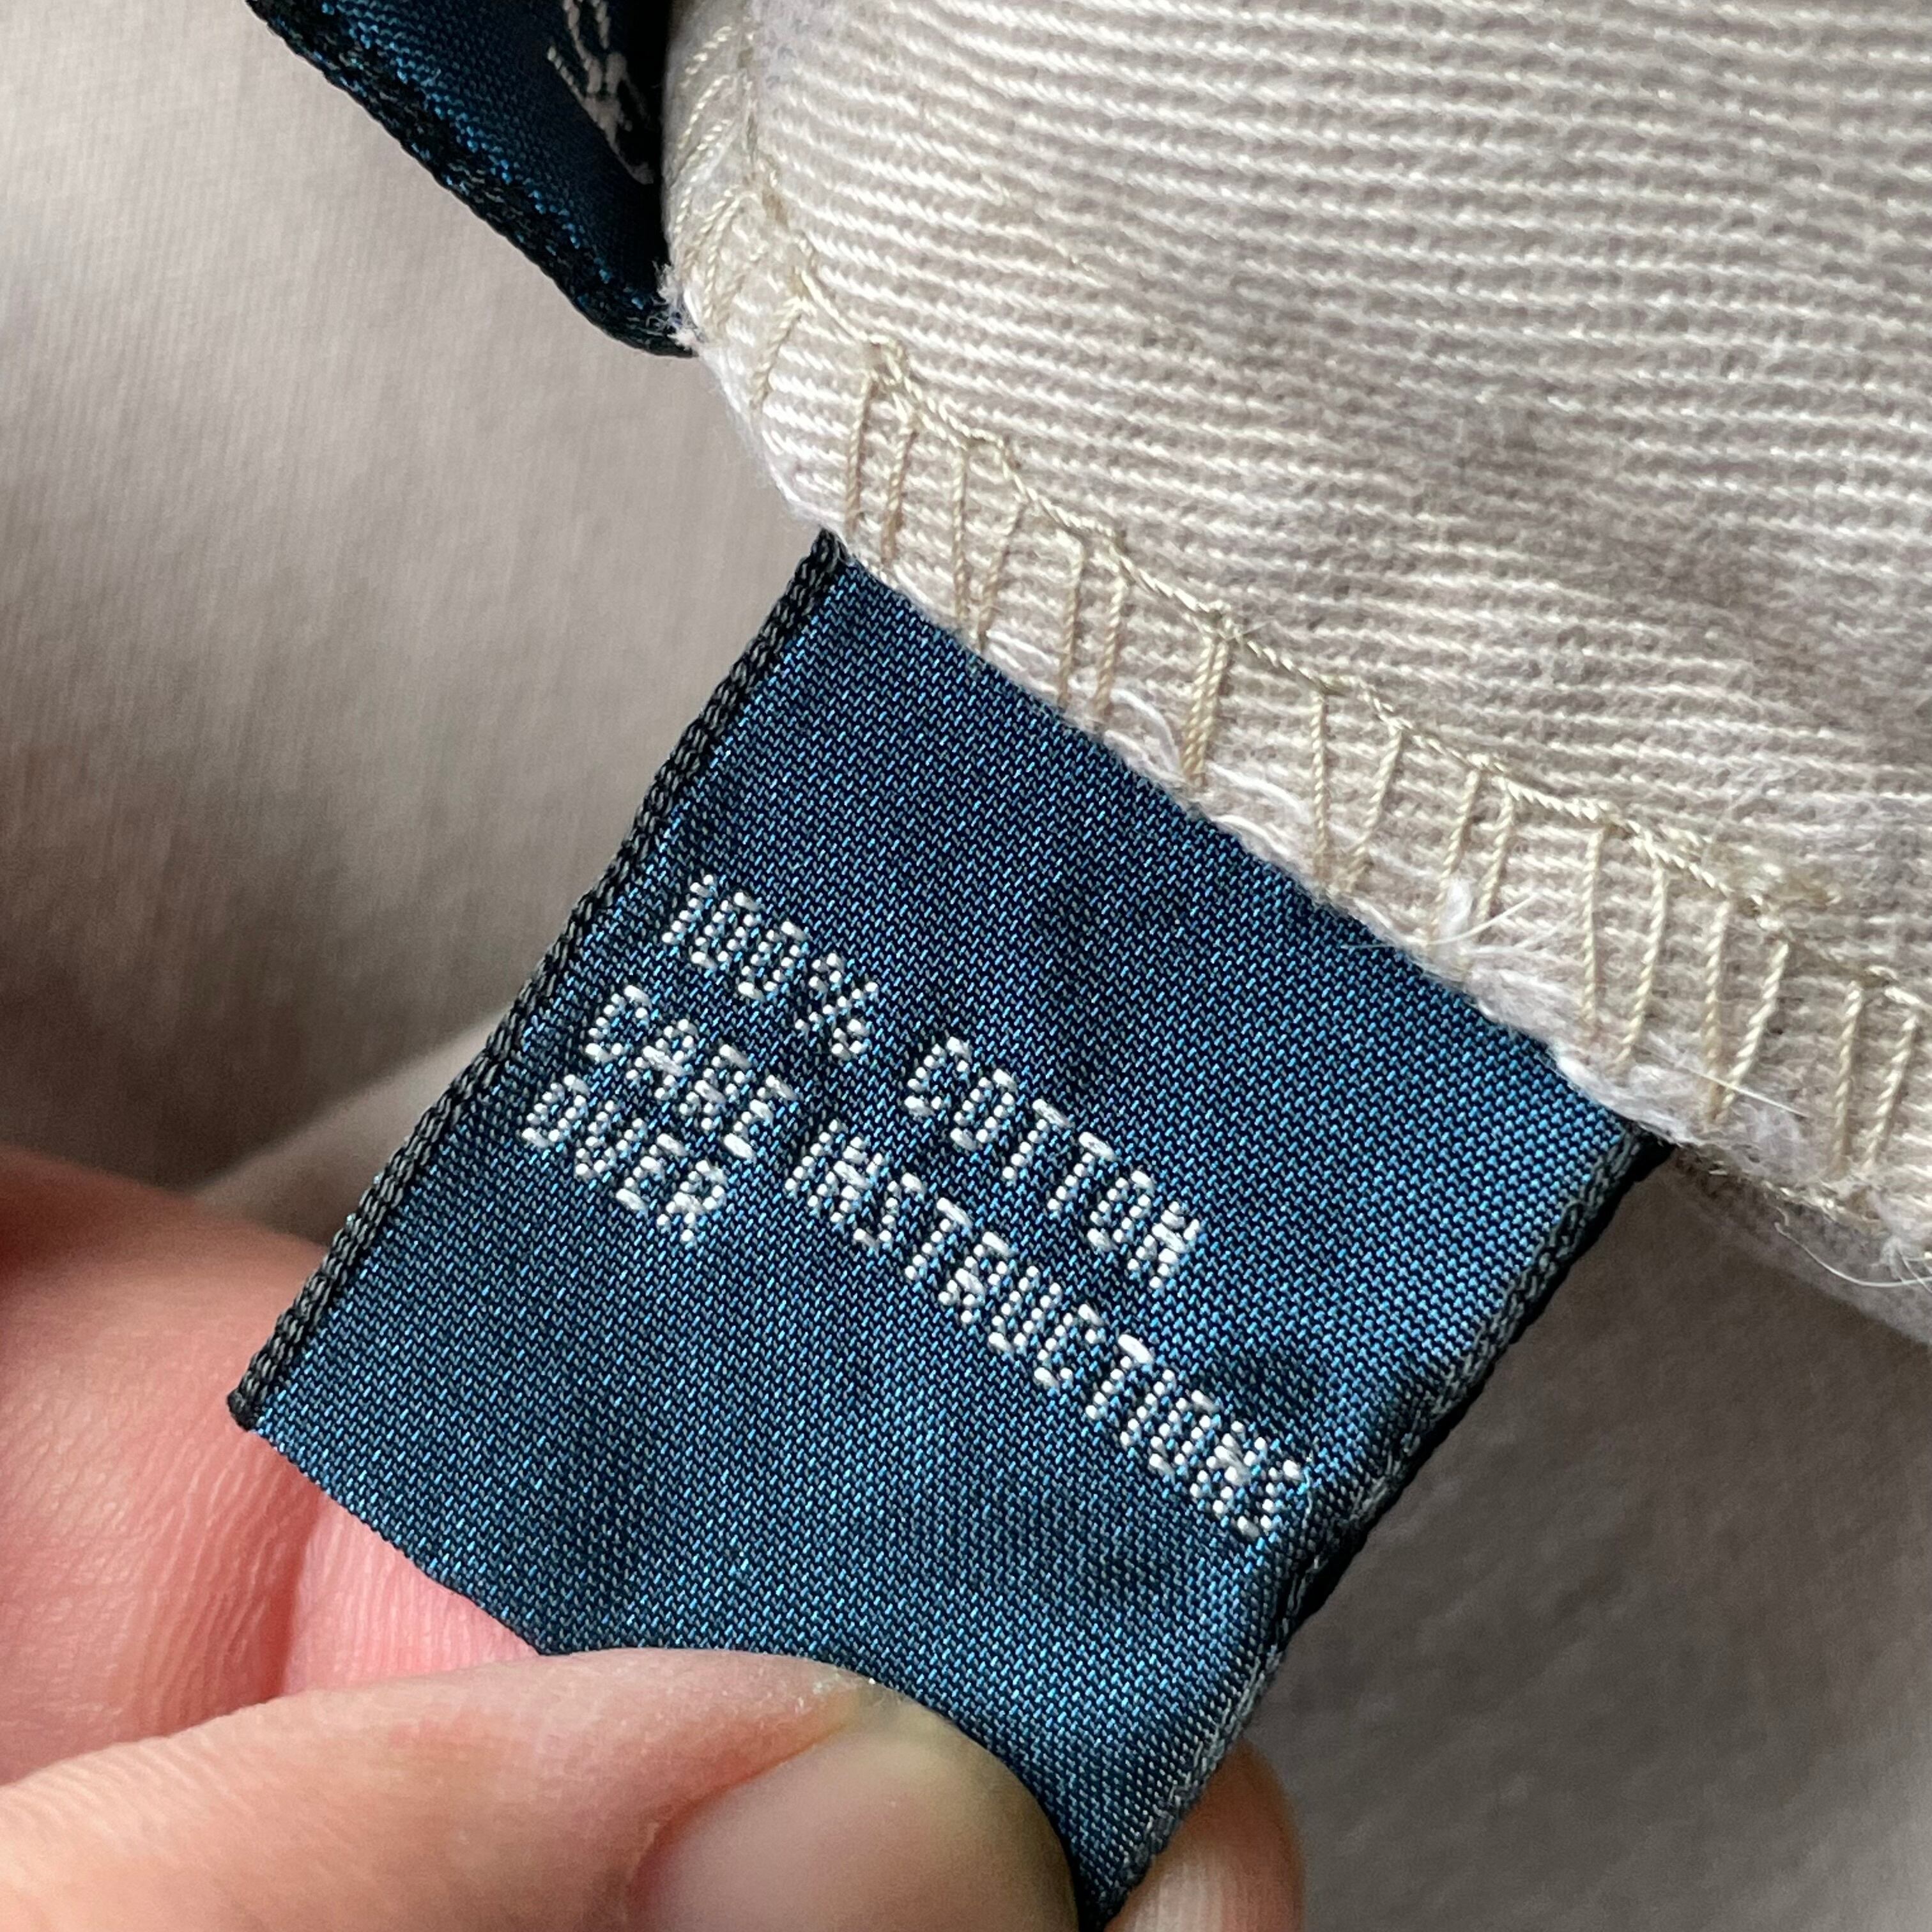 100% COTTON
CARE INSTRUCTIONS
OVER